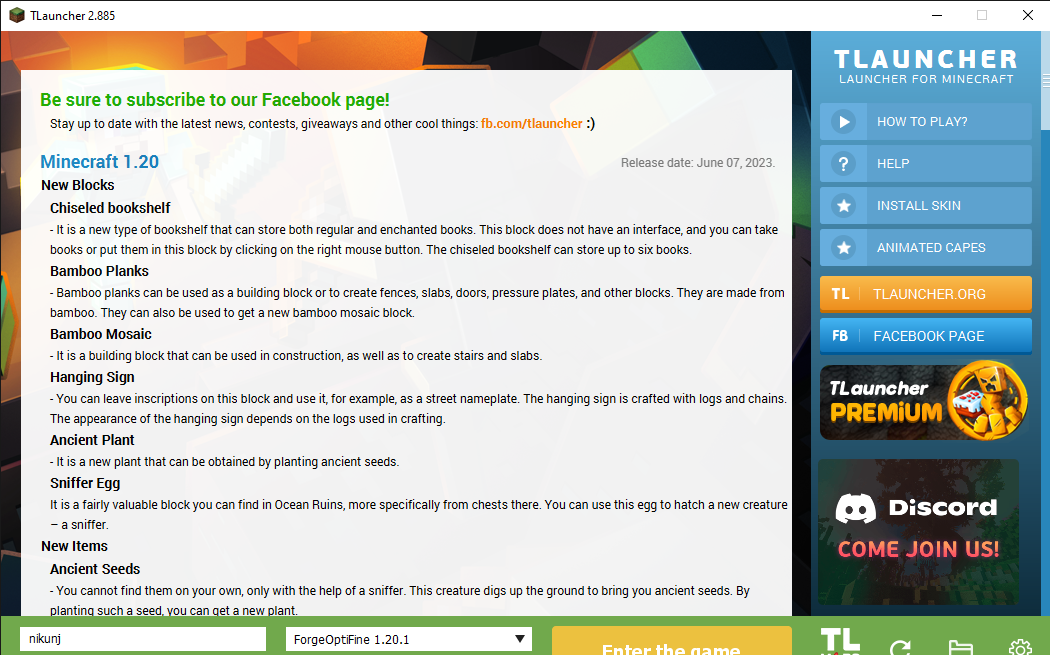 TLauncher 2.885
Be sure to subscribe to our Facebook page!
Stay up to date with the latest news, contests, giveaways and other cool things: fb.com/tlauncher :)
Minecraft 1.20
Release date: June 07, 2023.
New Blocks
Chiseled bookshelf
- It is a new type of bookshelf that can store both regular and enchanted books. This block does not have an interface, and you can take
books or put them in this block by clicking on the right mouse button. The chiseled bookshelf can store up to six books.
Bamboo Planks
- Bamboo planks can be used as a building block or to create fences, slabs, doors, pressure plates, and other blocks. They are made from
bamboo. They can also be used to get a new bamboo mosaic block.
Bamboo Mosaic
- It is a building block that can be used in construction, as well as to create stairs and slabs.
Hanging Sign
- You can leave inscriptions on this block and use it, for example, as a street nameplate. The hanging sign is crafted with logs and chains.
The appearance of the hanging sign depends on the logs used in crafting.
Ancient Plant
- It is a new plant that can be obtained by planting ancient seeds.
Sniffer Egg
It is a fairly valuable block you can find in Ocean Ruins, more specifically from chests there. You can use this egg to hatch a new creature
– a sniffer.
New Items
Ancient Seeds
- You cannot find them on your own, only with the help of a sniffer. This creature digs up the ground to bring you ancient seeds. By
planting such a seed, you can get a new plant.
TLAUNCHER
LAUNCHER FOR MINECRAFT
HOW TO PLAY?
? HELP
INSTALL SKIN
ANIMATED CAPES
TL TLAUNCHER.ORG
FB FACEBOOK PAGE
TLauncher
PREMIUM
Discord
COME JOIN US!
nikunj
ForgeOptiFine 1.20.1
Enter the game
TL